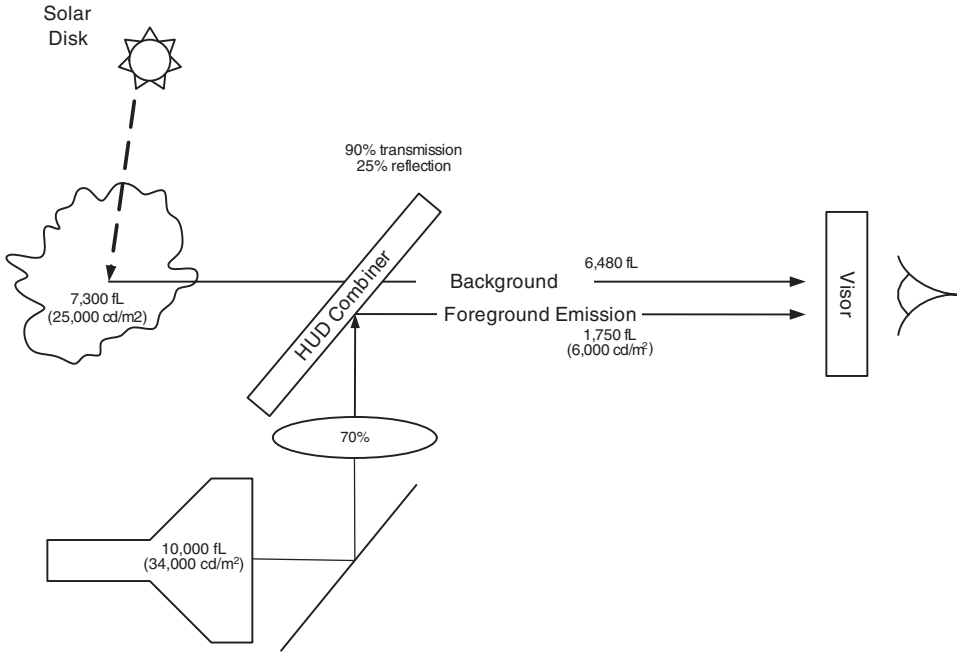 Solar
Disk
90% transmission
25% reflection
HUD Combiner
7,300 fL
(25,000 cd/m2)
Background
6,480 fL
Foreground Emission
1,750 fL
(6,000 cd/m²)
Visor
70%
10,000 fL
(34,000 cd/m²)